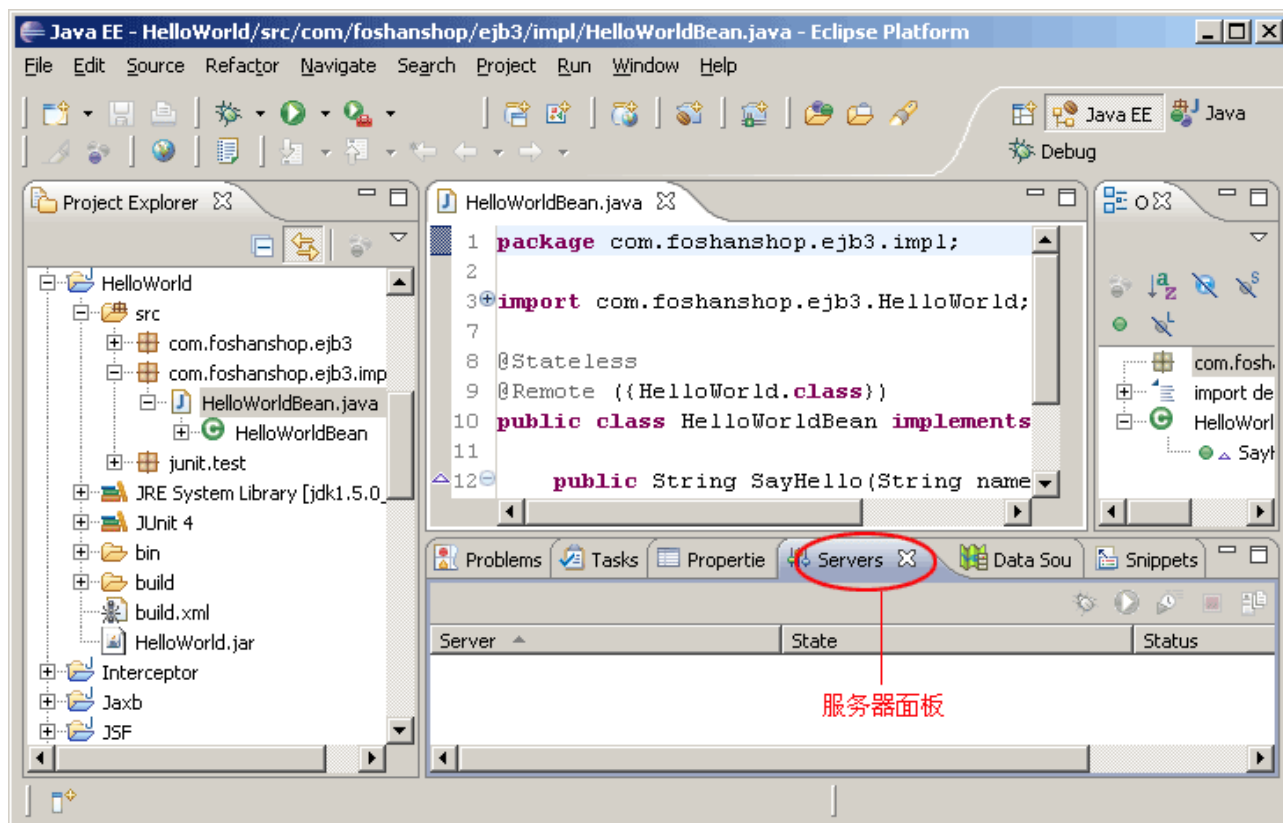 Java EE - HelloWorld/src/com/foshanshop/ejb3/impl/HelloWorldBean.java - Eclipse Platform
File Edit Source Refactor Navigate Search Project Run Window Help
Java EE Java
Debug
Project Explorer
HelloWorld
src
com.foshanshop.ejb3
com.foshanshop.ejb3.imp
HelloWorldBean.java
HelloWorldBean
junit.test
JRE System Library [jdk1.5.0_
JUnit 4
bin
build
build.xml
HelloWorld.jar
Interceptor
Jaxb
JSF
HelloWorldBean.java
1 package com.foshanshop.ejb3.impl;
2
3 import com.foshanshop.ejb3.HelloWorld;
7
8 @Stateless
9 @Remote ({HelloWorld.class})
10 public class HelloWorldBean implements
11
12 public String SayHello(String name
O
com.fosh
import de
HelloWorl
SayH
Problems Tasks Propertie Servers Data Sou Snippets
Server State Status
服务器面板